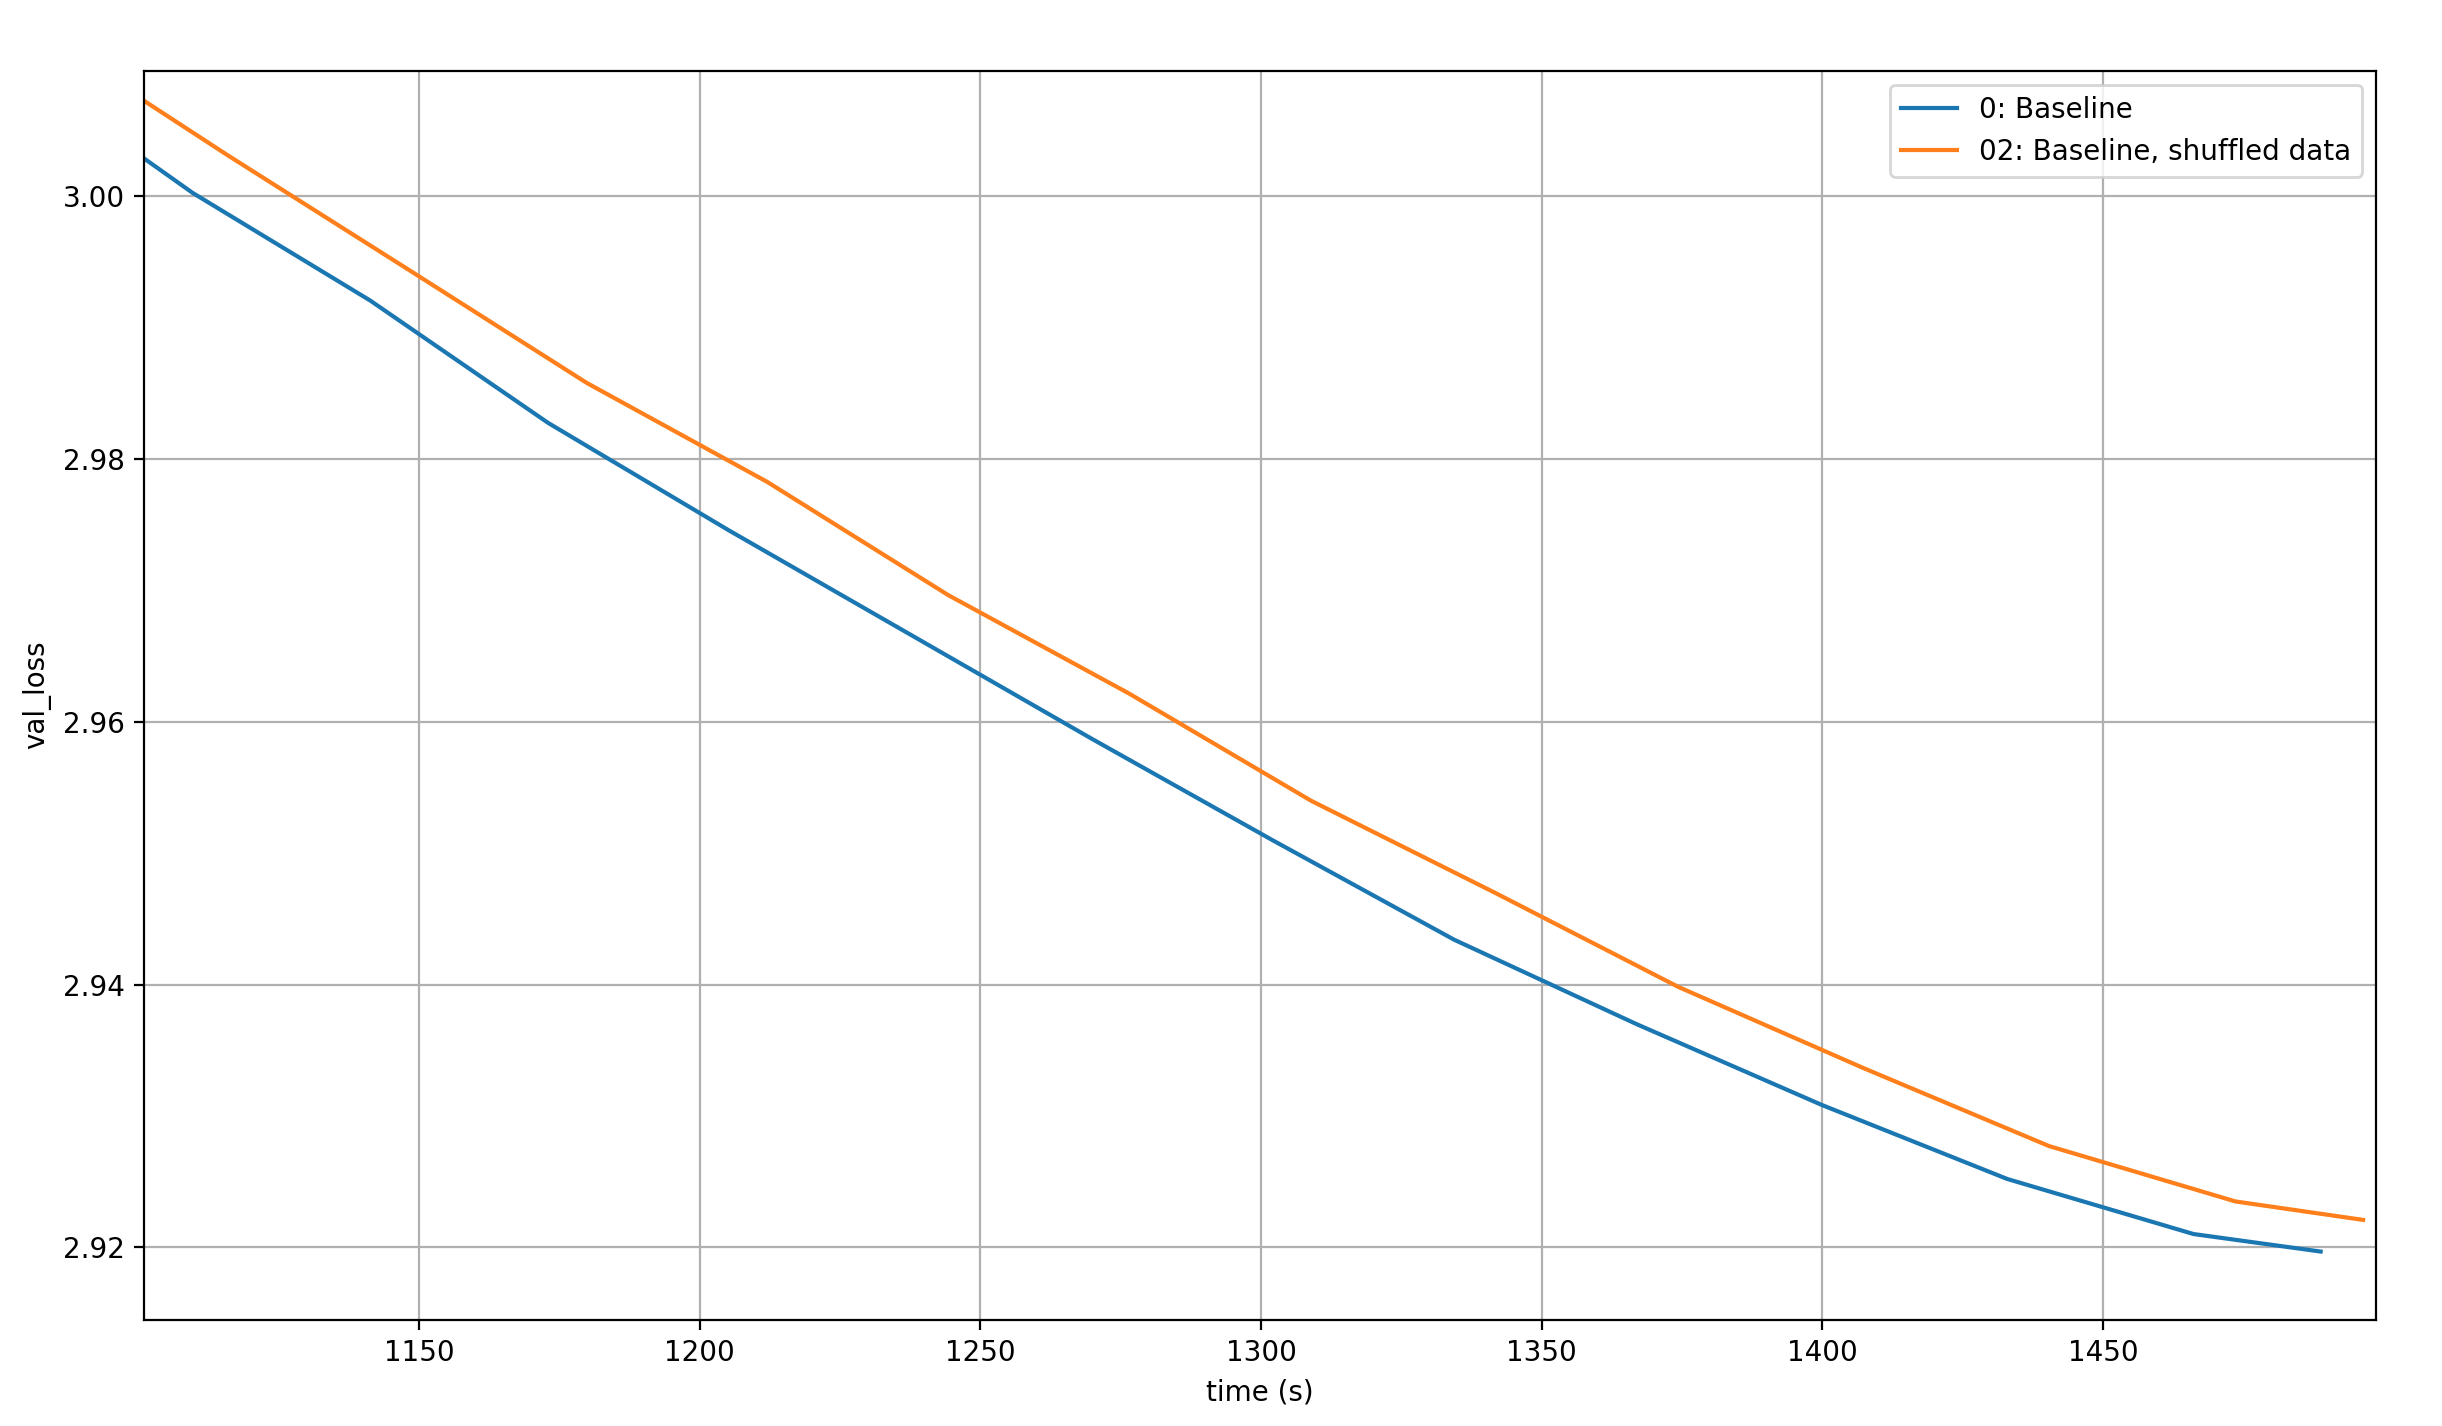 0: Baseline
02: Baseline, shuffled data
3.00
2.98
2.96
2.94
2.92
val_loss
1150 1200 1250 1300 1350 1400 1450
time (s)